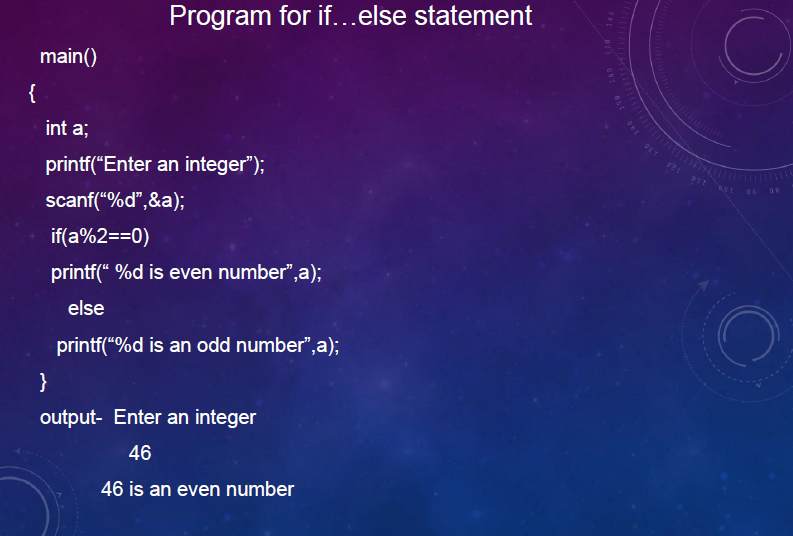 Program for if…else statement
main()
{
int a;
printf(“Enter an integer”);
scanf(“%d”,&a);
if(a%2==0)
printf(“ %d is even number”,a);
else
printf(“%d is an odd number”,a);
}
output-  Enter an integer
46
46 is an even number